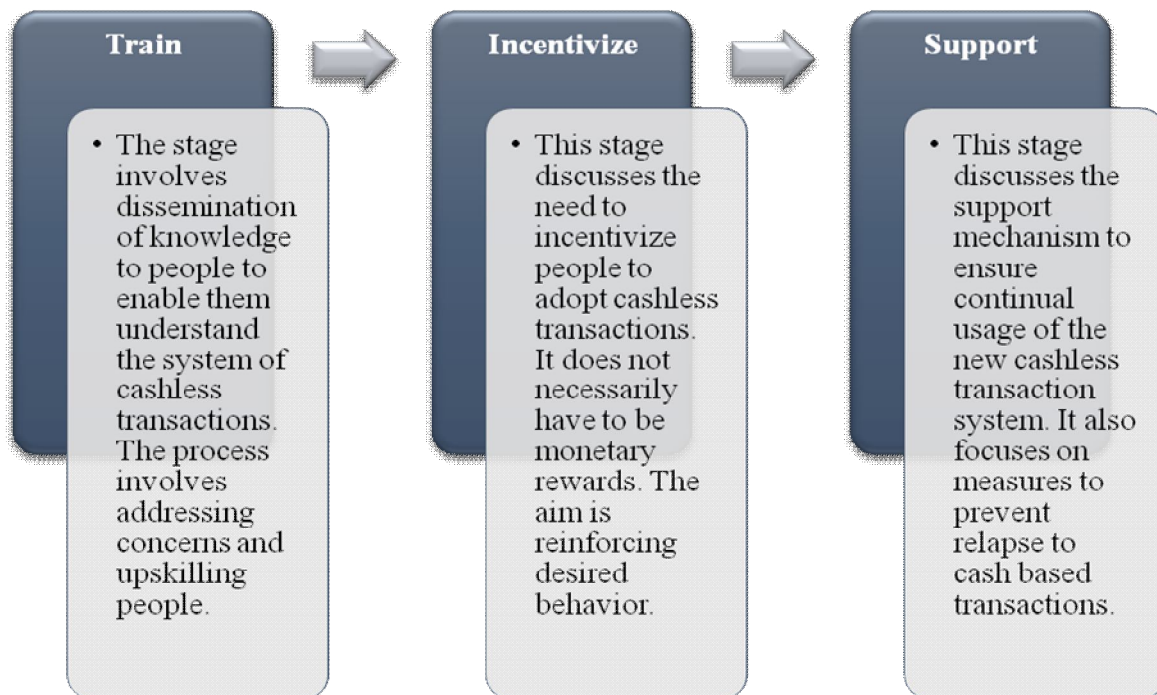 Train
• The stage
involves
dissemination
of knowledge
to people to
enable them
understand
the system of
cashless
transactions.
The process
involves
addressing
concerns and
upskilling
people.
Incentivize
• This stage
discusses the
need to
incentivize
people to
adopt cashless
transactions.
It does not
necessarily
have to be
monetary
rewards. The
aim is
reinforcing
desired
behavior.
Support
• This stage
discusses the
support
mechanism to
ensure
continual
usage of the
new cashless
transaction
system. It also
focuses on
measures to
prevent
relapse to
cash based
transactions.